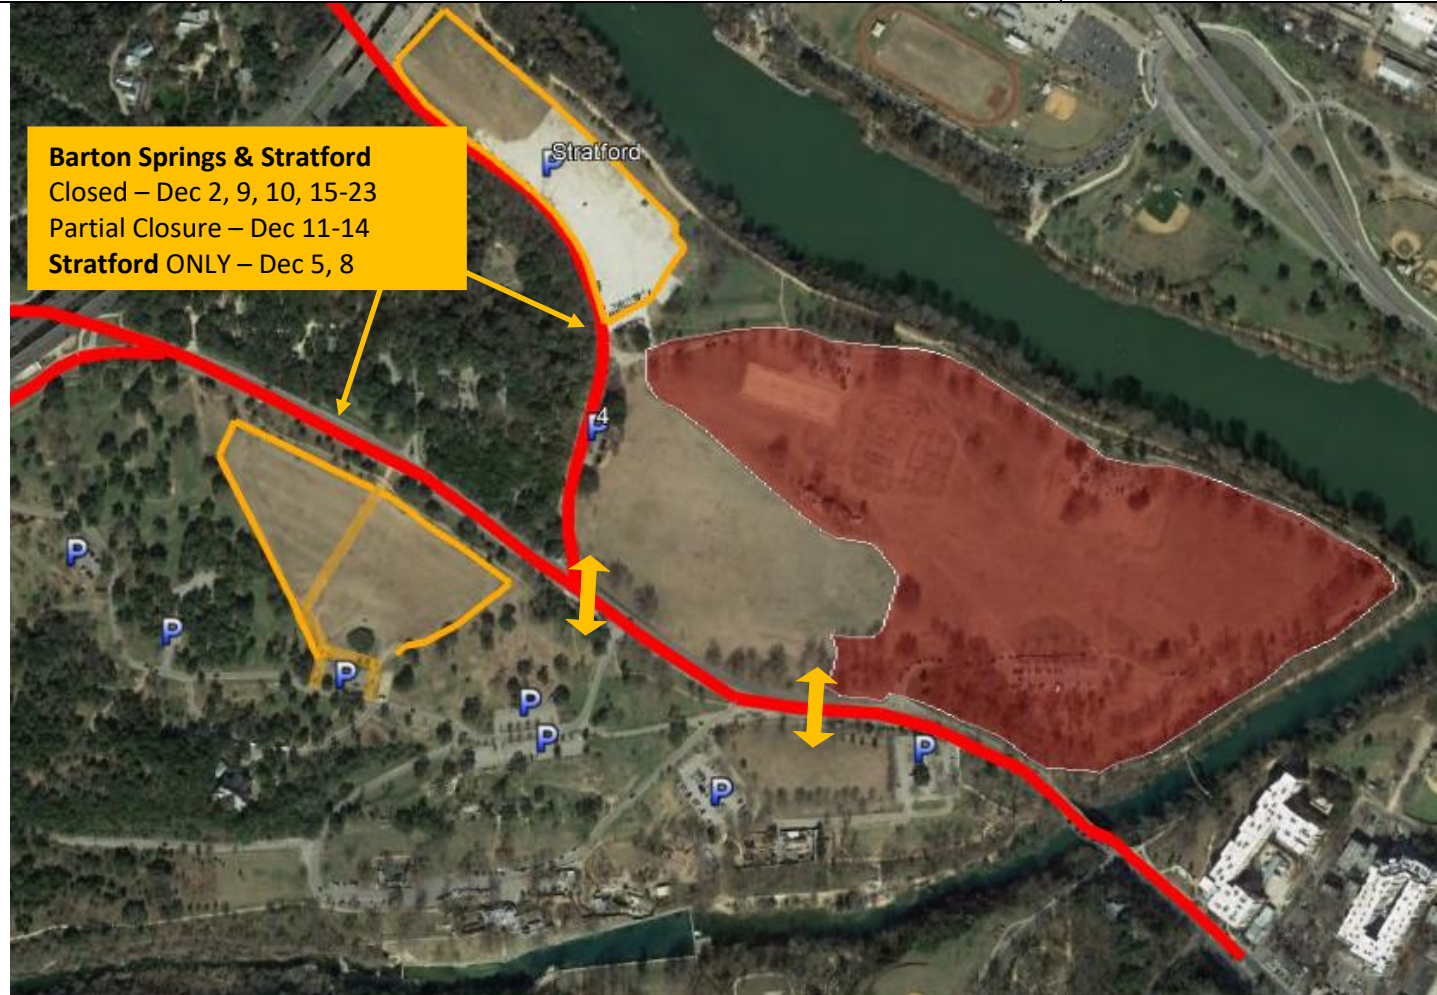 Barton Springs & Stratford
Closed – Dec 2, 9, 10, 15-23
Partial Closure – Dec 11-14
Stratford ONLY – Dec 5, 8
P Stratford
P4
P
P
P
P
P
P
P